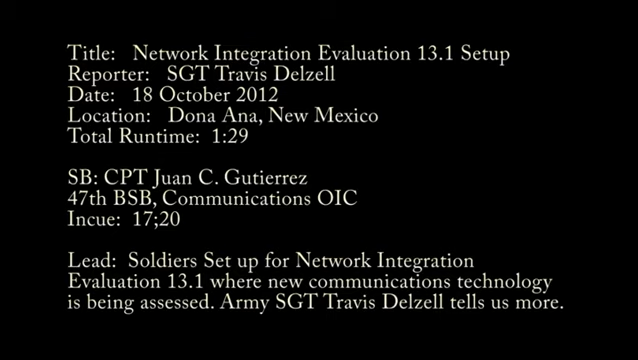 Title:   Network Integration Evaluation 13.1 Setup
Reporter:   SGT Travis Delzell
Date:   18 October 2012
Location:   Dona Ana, New Mexico
Total Runtime:  1:29
SB: CPT Juan C. Gutierrez
47th BSB, Communications OIC
Incue:  17;20
Lead:  Soldiers Set up for Network Integration
Evaluation 13.1 where new communications technology
is being assessed. Army SGT Travis Delzell tells us more.